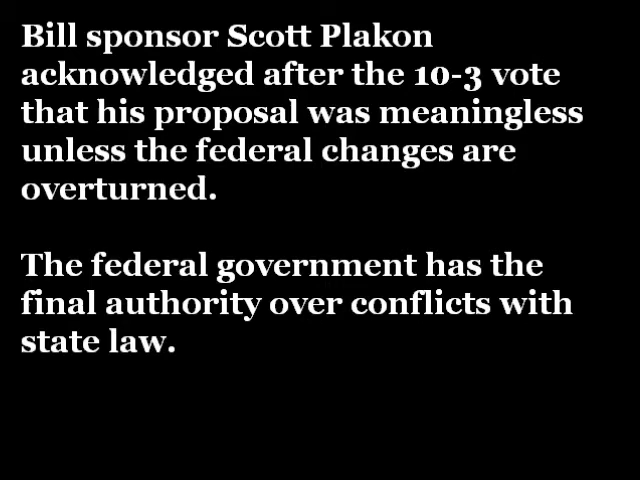 Bill sponsor Scott Plakon
acknowledged after the 10-3 vote
that his proposal was meaningless
unless the federal changes are
overturned.
The federal government has the
final authority over conflicts with
state law.